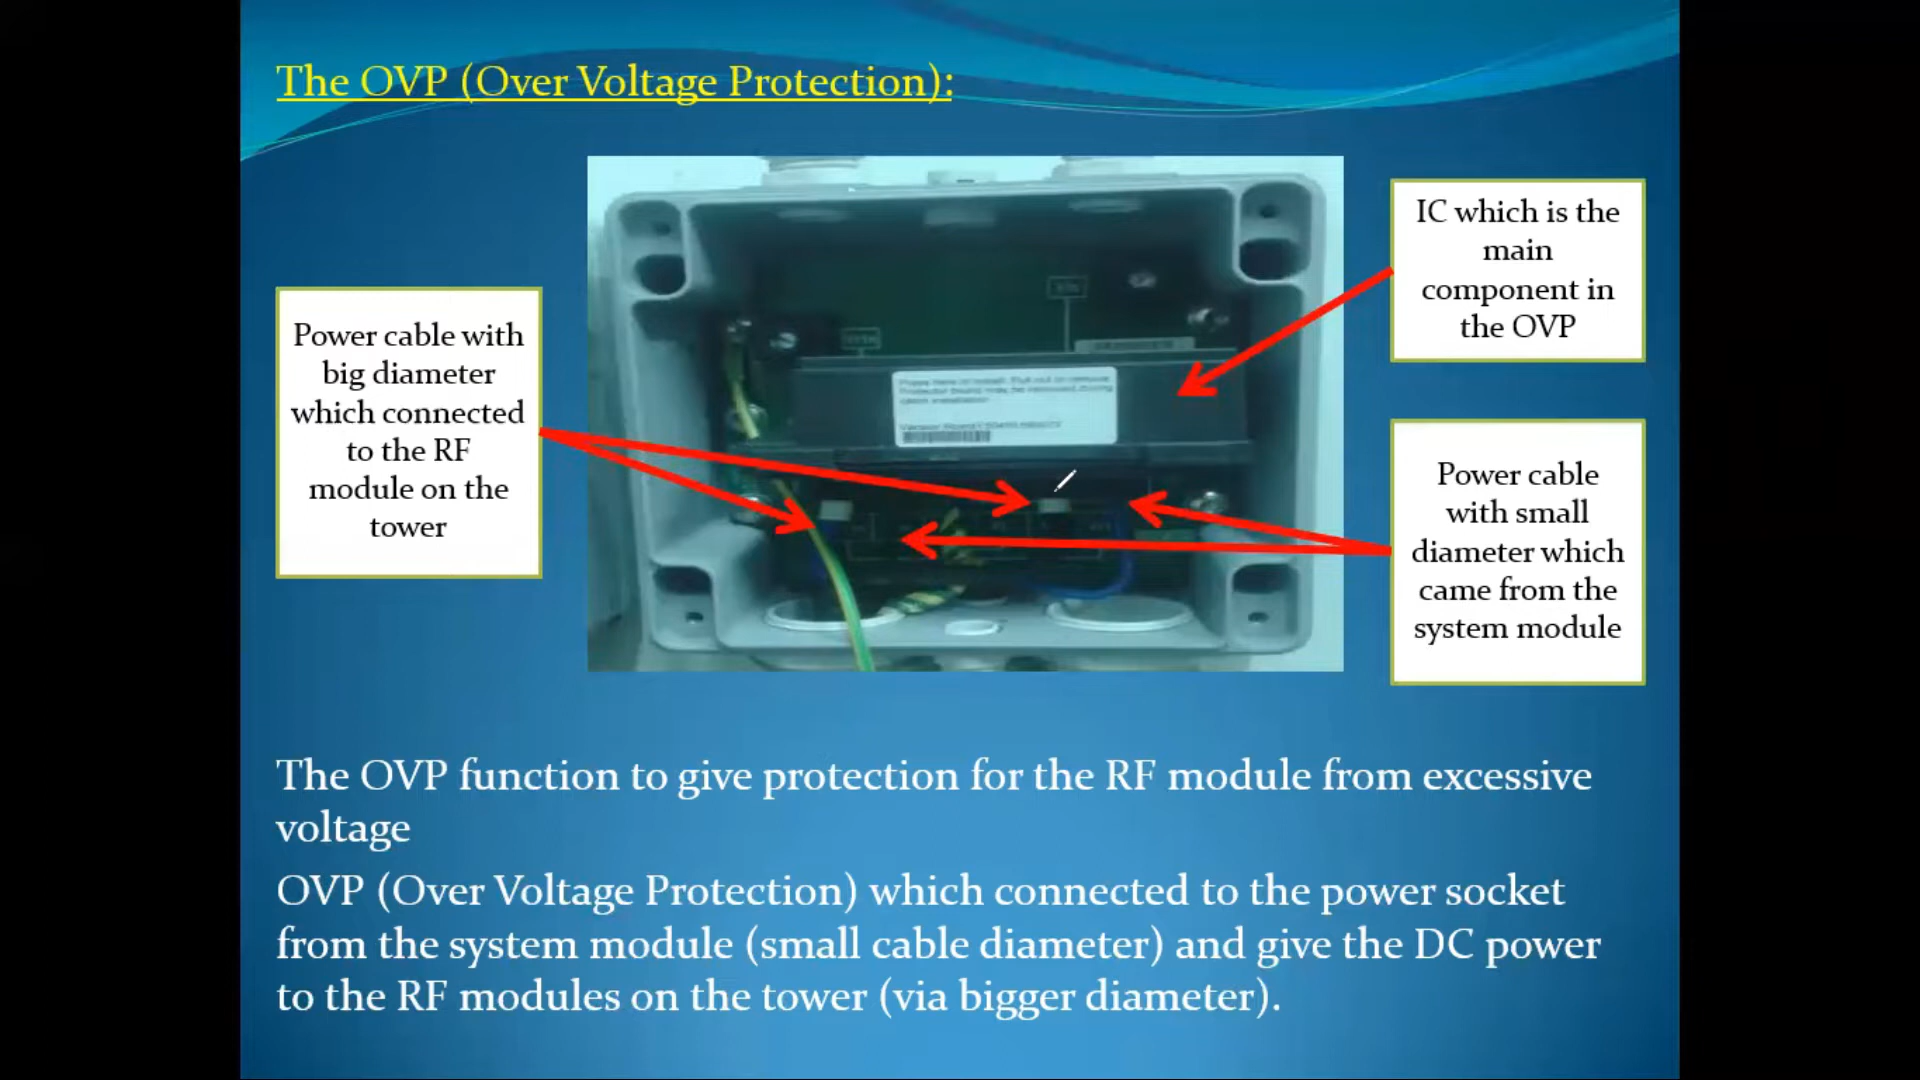 The OVP (Over Voltage Protection):
IC which is the
main
component in
the OVP
Power cable with
big diameter
which connected
to the RF
module on the
tower
Power cable
with small
diameter which
came from the
system module
The OVP function to give protection for the RF module from excessive
voltage
OVP (Over Voltage Protection) which connected to the power socket
from the system module (small cable diameter) and give the DC power
to the RF modules on the tower (via bigger diameter).